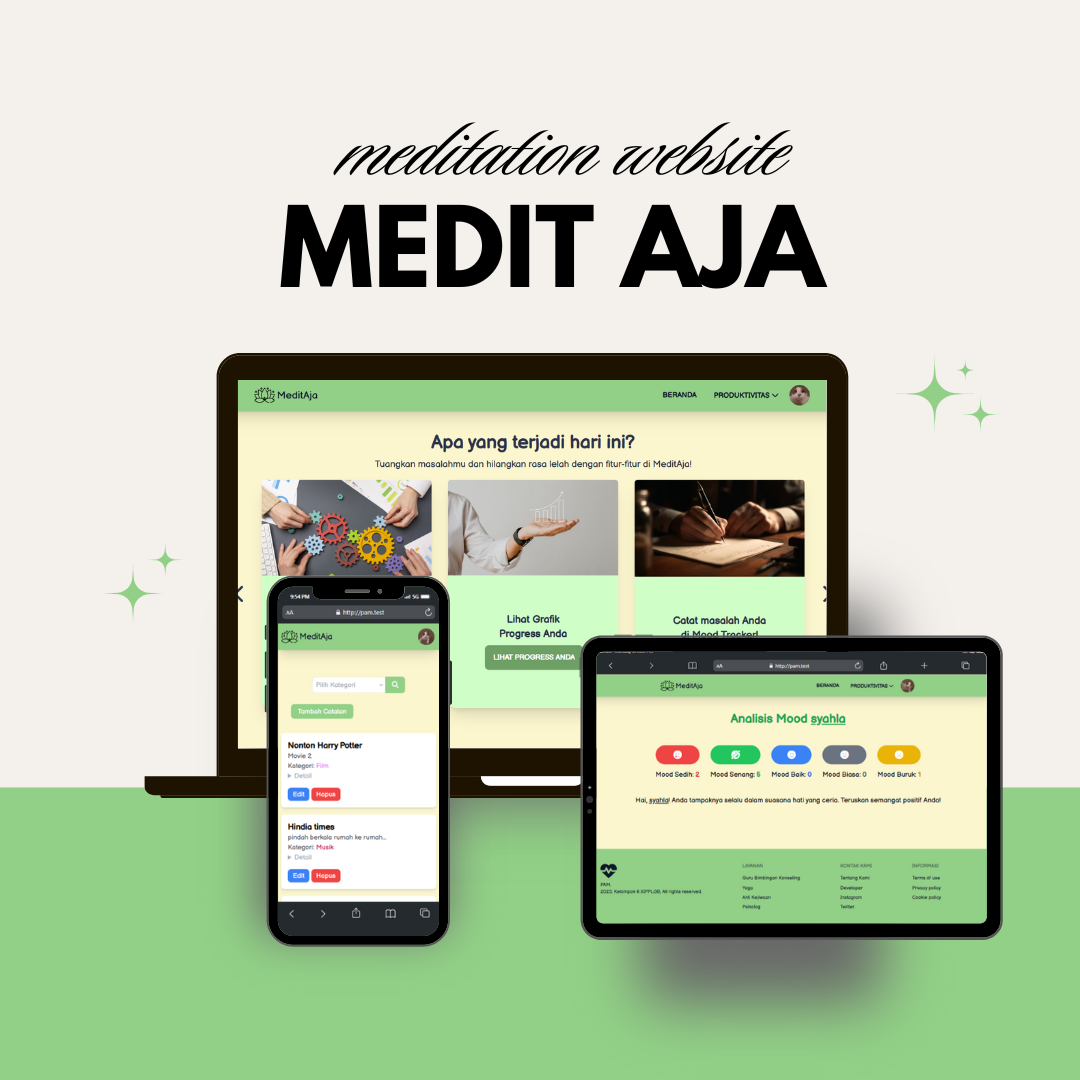 meditation website
MEDIT AJA
MeditAja
BERANDA
PRODUKTIVITAS
Apa yang terjadi hari ini?
Tuangkan masalahmu dan hilangkan rasa lelah dengan fitur-fitur di MeditAja!
Lihat Grafik
Progress Anda
LIHAT PROGRESS ANDA
Catat masalah Anda
di Mood Tracker!
9:54 PM
5G
AA
http://pam.test
MeditAja
Pilih Kategori
Tambah Catatan
Nonton Harry Potter
Movie 2
Kategori: Film
Detail
Edit
Hapus
Hindia times
pindah berkala rumah ke rumah...
Kategori: Musik
Detail
Edit
Hapus
AA
http://pam.test
MeditAja
BERANDA
PRODUKTIVITAS
Analisis Mood syahla
Mood Sedih: 2
Mood Senang: 5
Mood Baik: 0
Mood Biasa: 0
Mood Buruk: 1
Hai, syahla! Anda tampaknya selalu dalam suasana hati yang ceria. Teruskan semangat positif Anda!
PAM.
All rights reserved.
LAYANAN
Guru Bimbingan Konseling
Yoga
Psikolog
KONTAK KAMI
Tentang Kami
Developer
Instagram
Twitter
INFORMASI
Terms of use
Privacy policy
Cookie policy